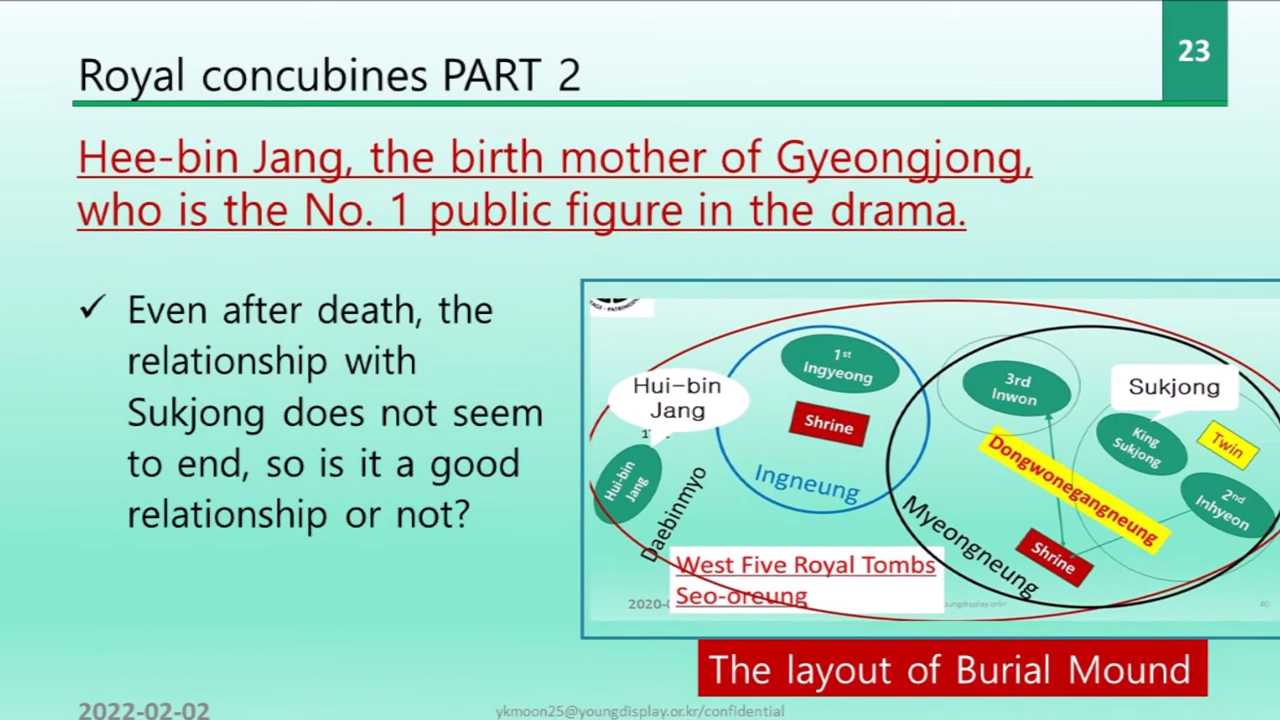 23
Royal concubines PART 2
Hee-bin Jang, the birth mother of Gyeongjong,
who is the No. 1 public figure in the drama.
✓ Even after death, the
relationship with
Sukjong does not seem
to end, so is it a good
relationship or not?
Hui-bin
Jang
Hui-bin
Jang
Daebinmyo
1st
Ingyeong
Shrine
Ingneung
3rd
Inwon
Sukjong
King
Sukjong
Twin
2nd
Inhyeon
Dongwonegangneung
Shrine
Myeongneung
West Five Royal Tombs
Seo-oreung
40
The layout of Burial Mound
2022-02-02
ykmoon25@youngdisplay.or.kr/confidential